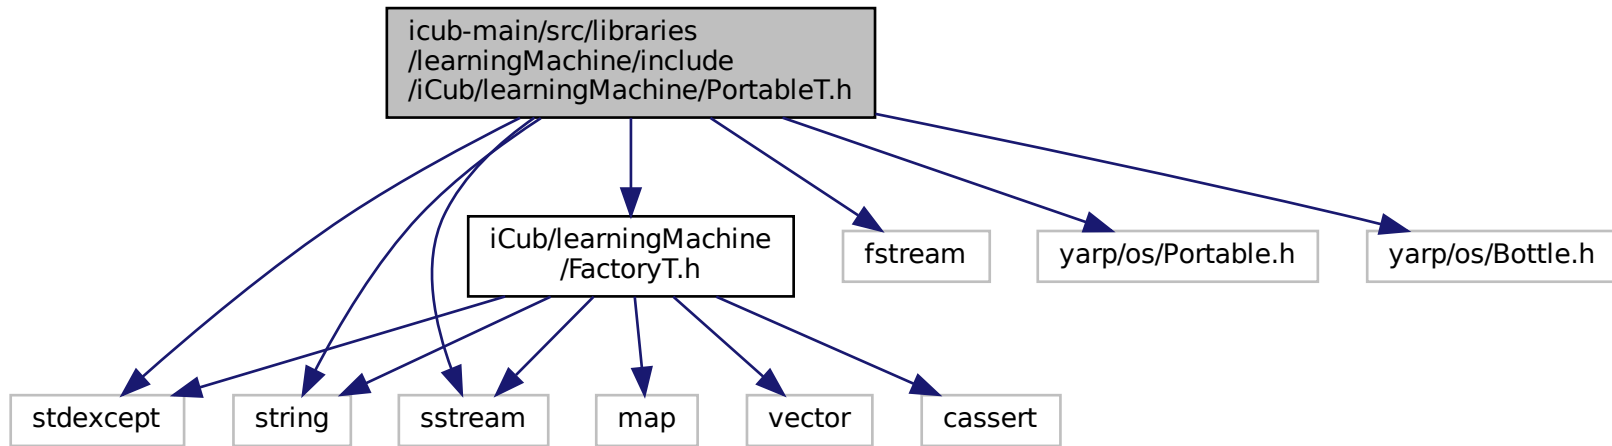 icub-main/src/libraries
/learningMachine/include
/iCub/learningMachine/PortableT.h
iCub/learningMachine
/FactoryT.h
fstream
yarp/os/Portable.h
yarp/os/Bottle.h
stdexcept
string
sstream
map
vector
cassert